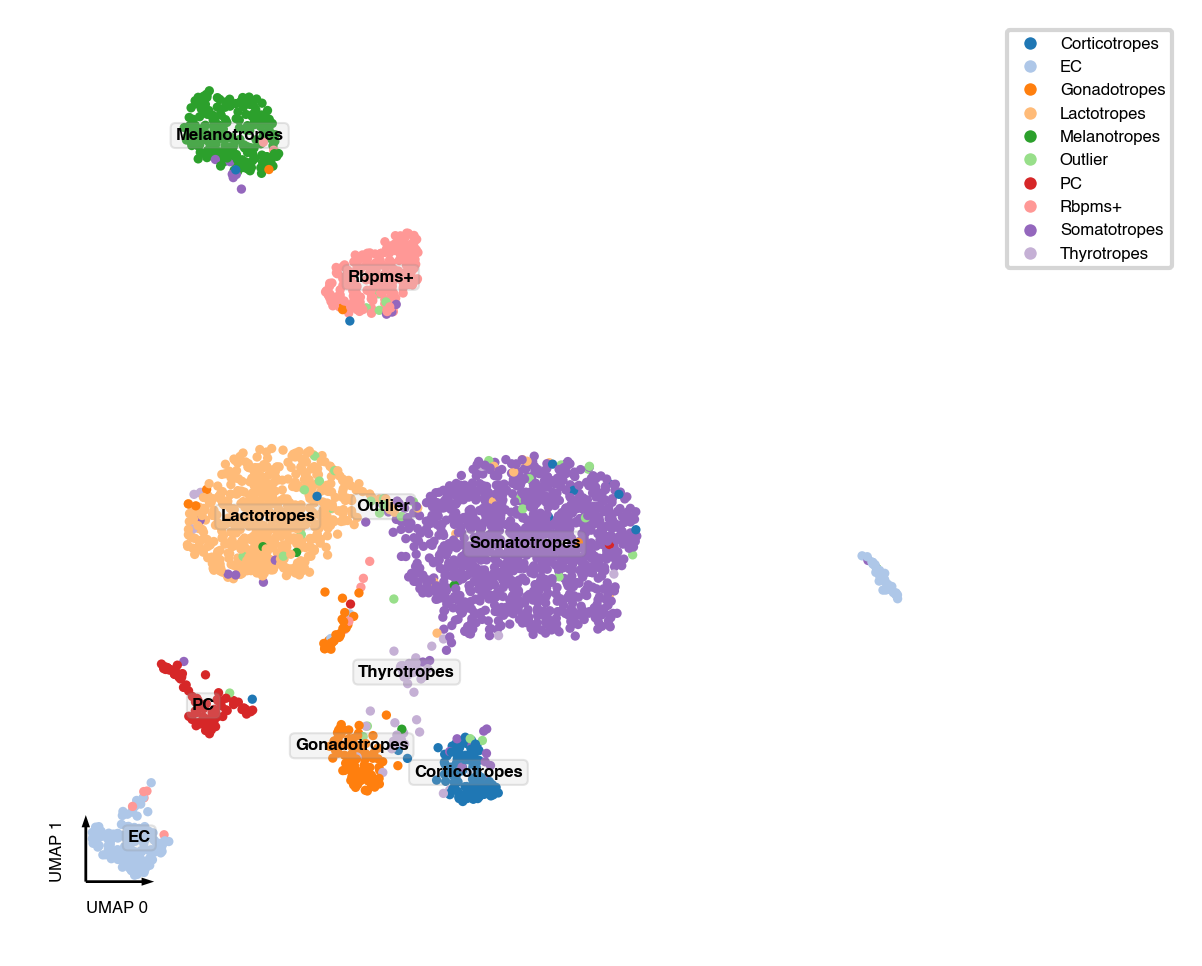 Corticotropes
EC
Gonadotropes
Lactotropes
Melanotropes
Outlier
PC
Rbpms+
Somatotropes
Thyrotropes
Melanotropes
Rbpms+
Outlier
Lactotropes
Somatotropes
Thyrotropes
PC
Gonadotropes
Corticotropes
EC
UMAP 1
UMAP 0